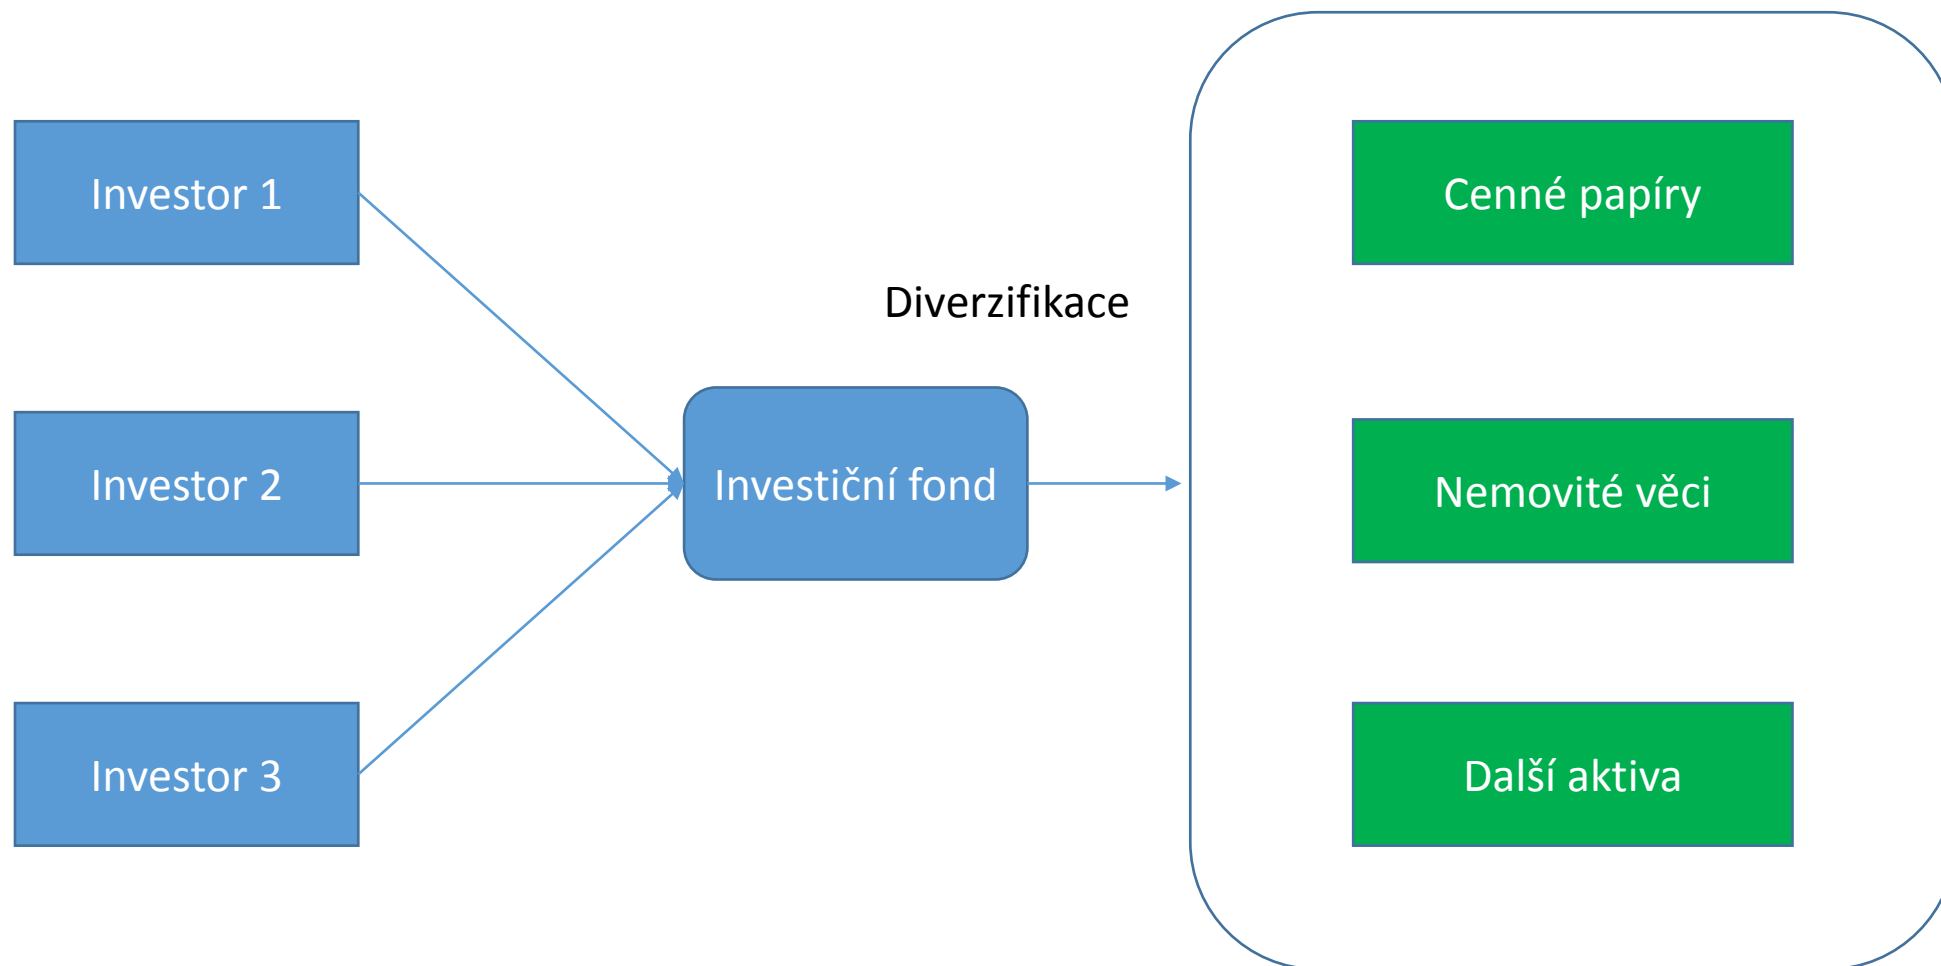 Investor 1
Investor 2
Investor 3
Diverzifikace
Investiční fond
Cenné papíry
Nemovité věci
Další aktiva